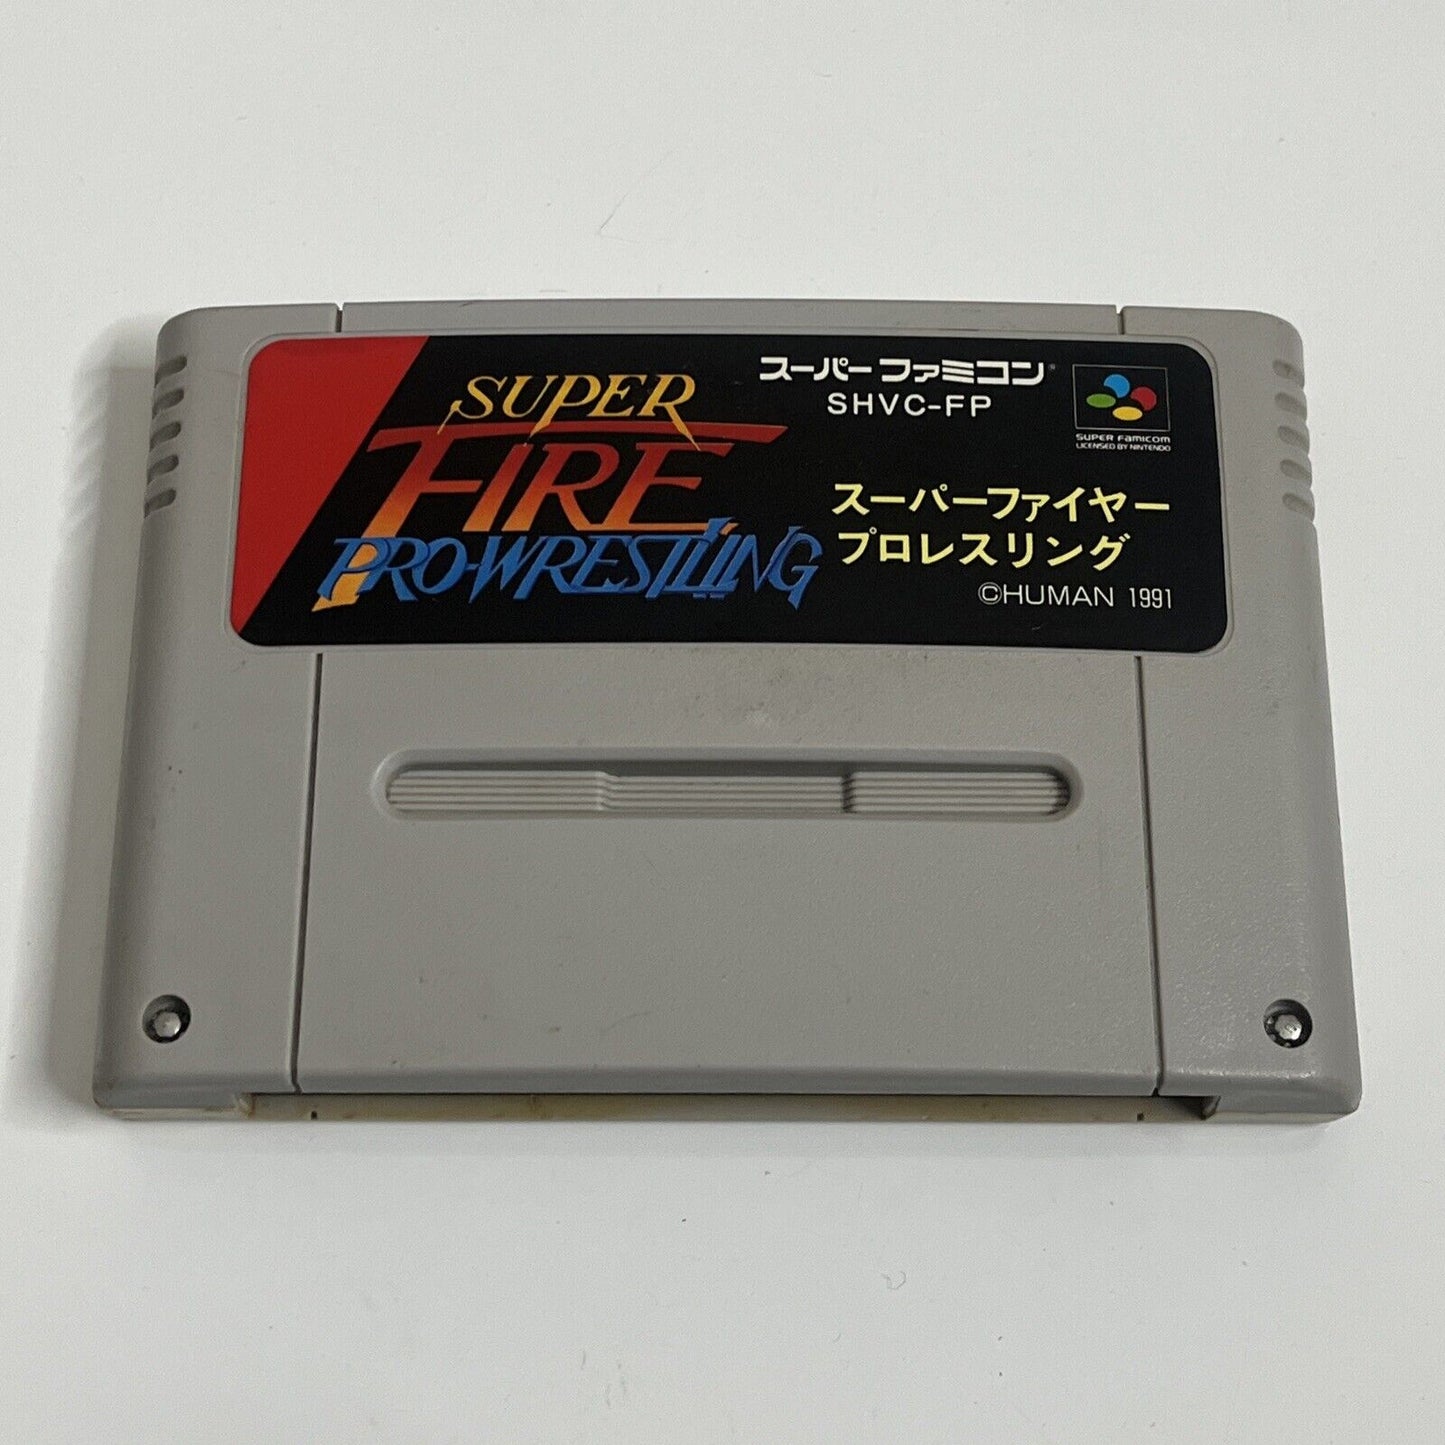 SUPER
FIRE
PRO-WRESTLING
スーパーファミコン®
SHVC-FP
SUPER FAMICOM
LICENSED BY NINTENDO
スーパーファイヤー
プロレスリング
©HUMAN 1991